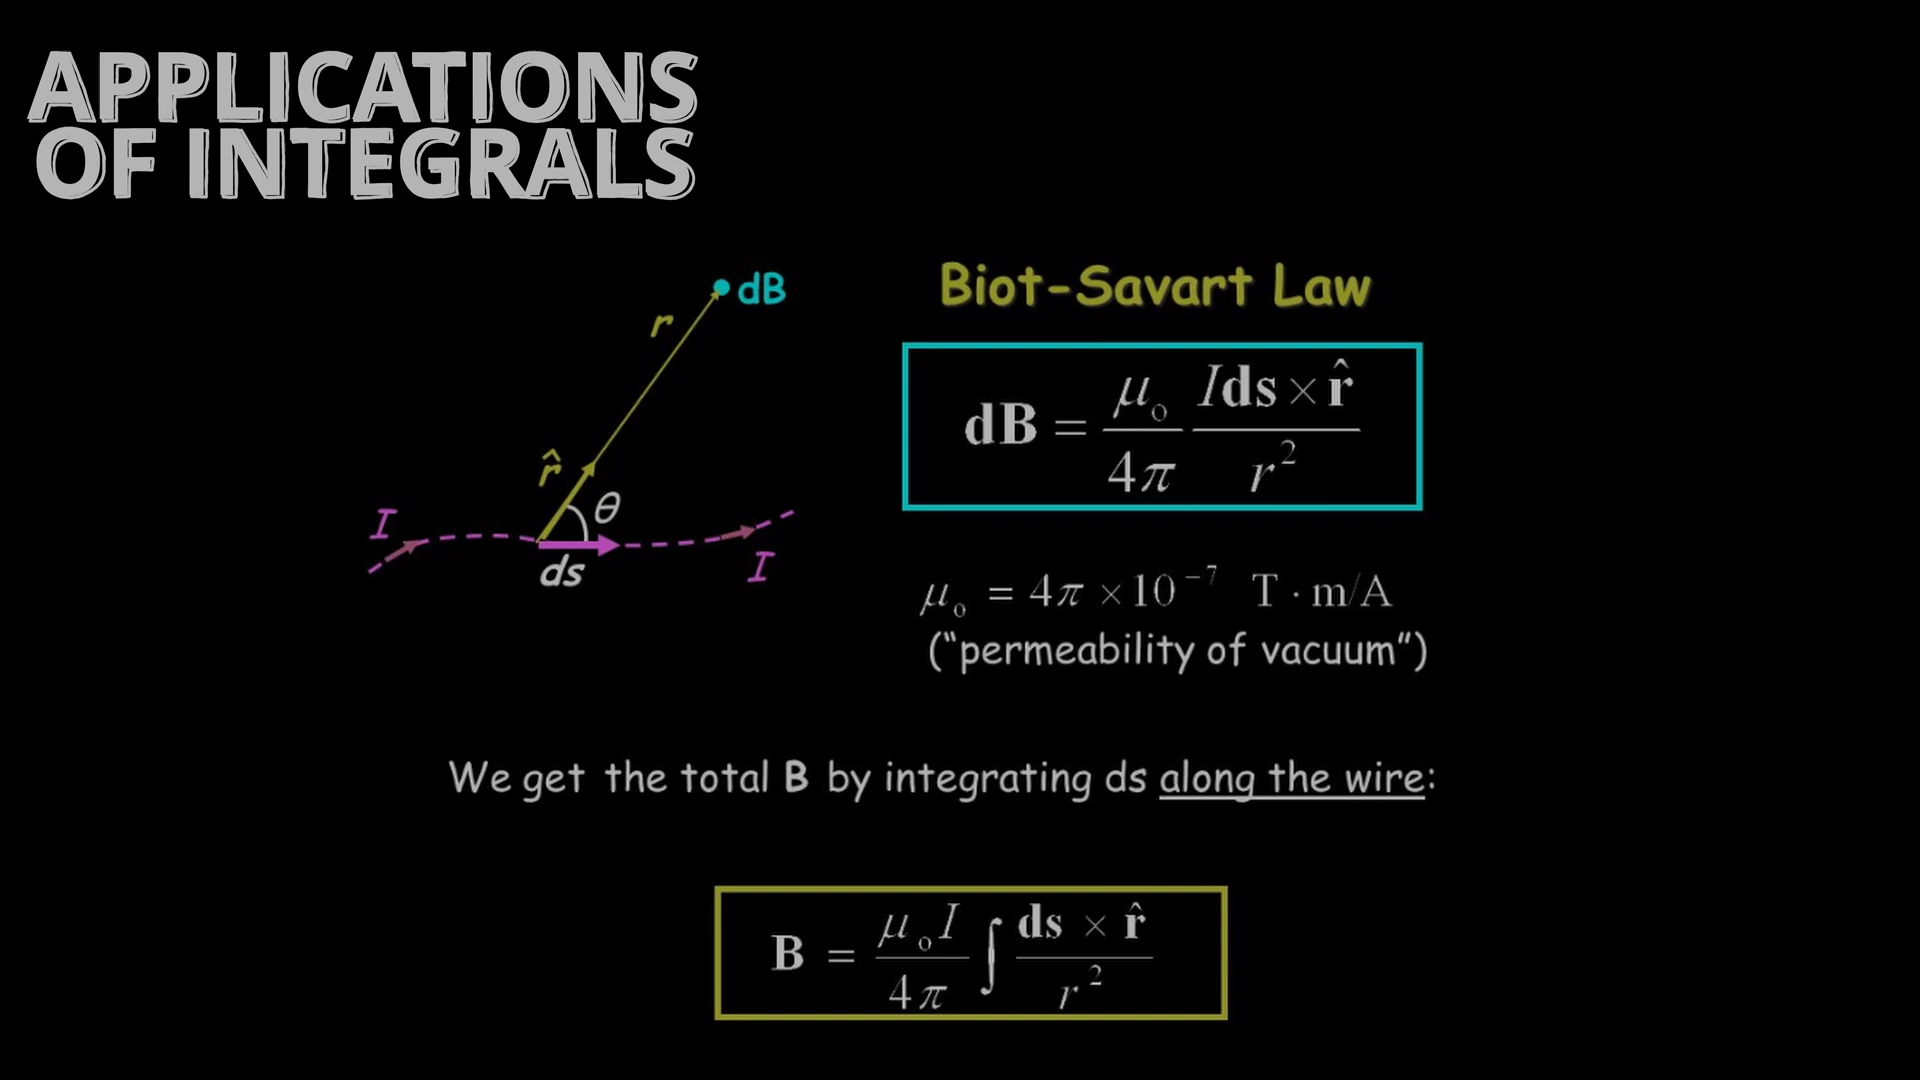 APPLICATIONS
OF INTEGRALS
dB
r
r̂
θ
I
ds
I
Biot-Savart Law
dB = μ₀/4π Ids × r̂/r²
μ₀ = 4π × 10⁻⁷ T · m/A
(“permeability of vacuum”)
We get the total B by integrating ds along the wire:
B = μ₀I/4π ∫ ds × r̂/r²